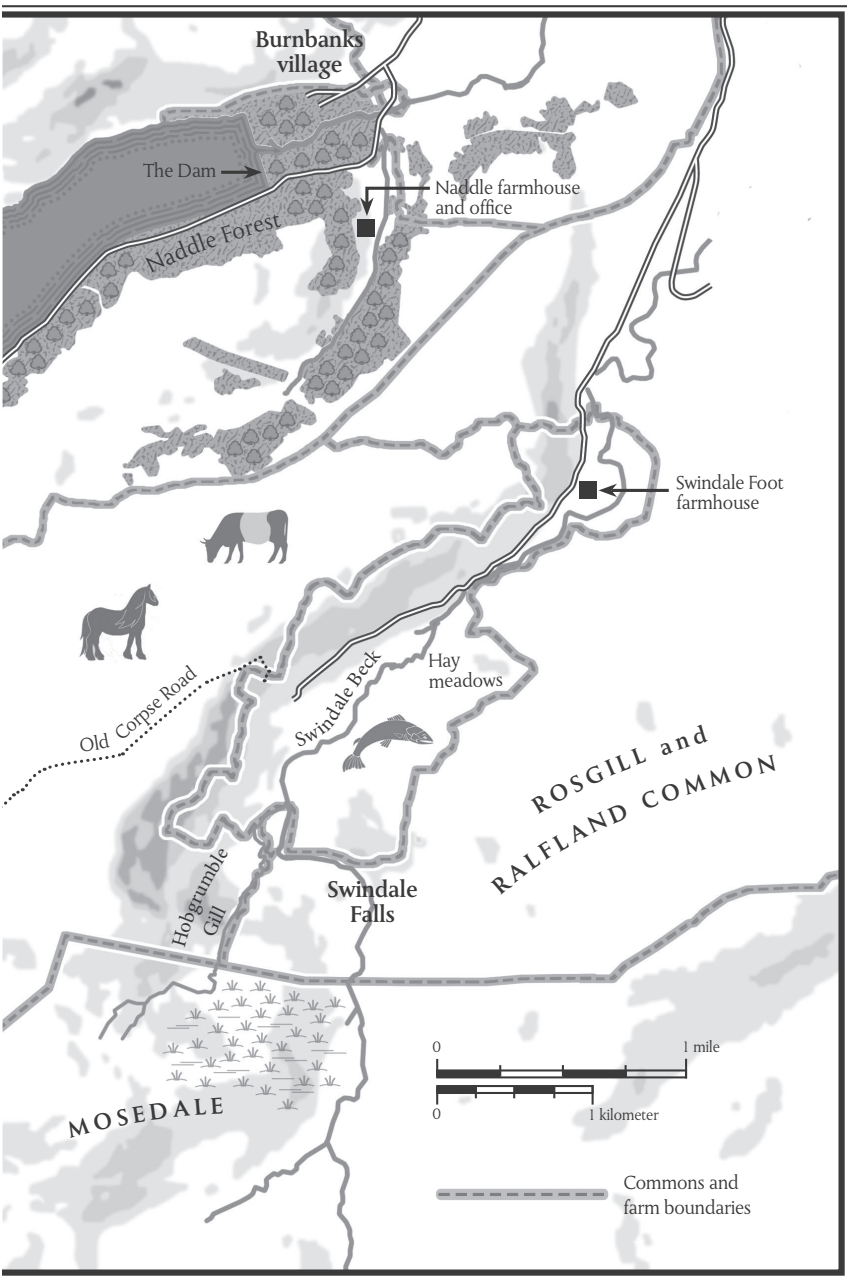 Burnbanks
village
The Dam
Naddle farmhouse
and office
Naddle Forest
Swindale Foot
farmhouse
Old Corpse Road
Swindale Beck
Hay
meadows
ROSGILL and
RALFLAND COMMON
Hobgrumble
Gill
Swindale
Falls
MOSEDALE
0
1 mile
0
1 kilometer
Commons and
farm boundaries